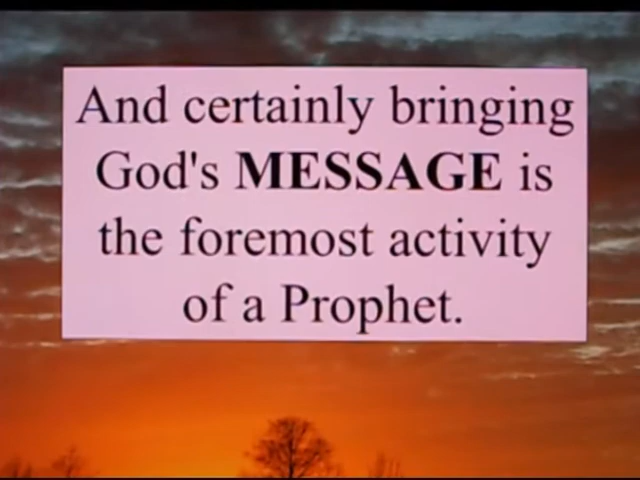 And certainly bringing
God's MESSAGE is
the foremost activity
of a Prophet.